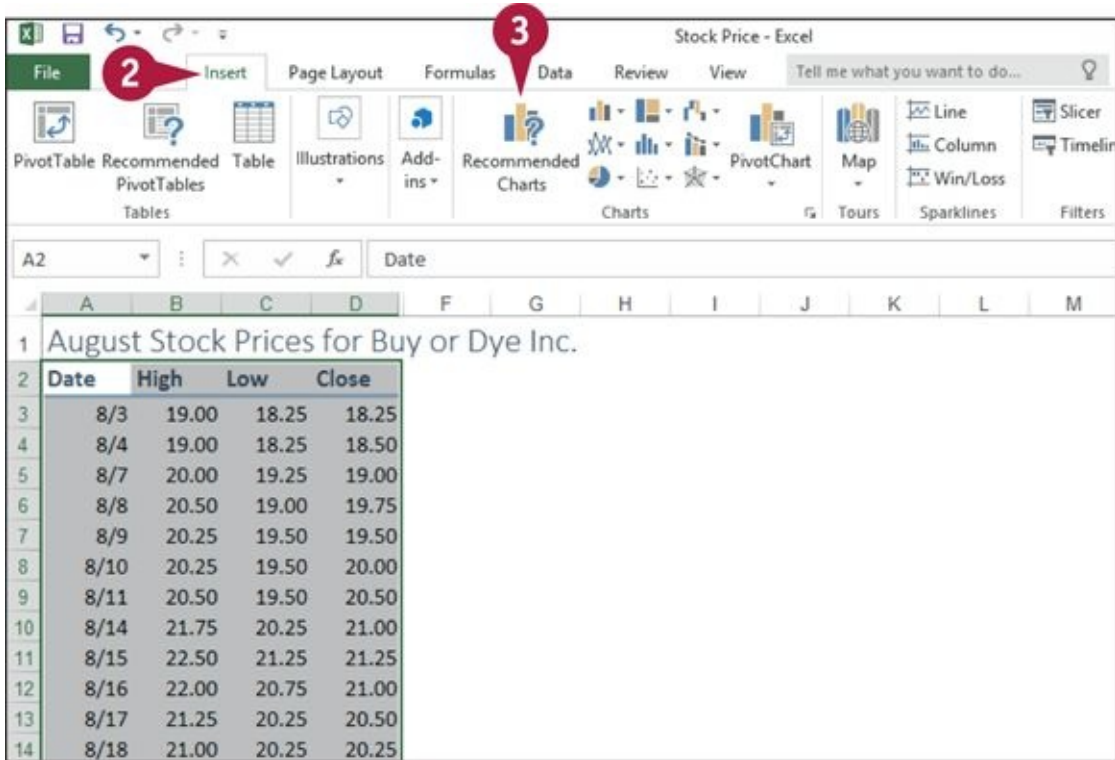 Stock Price - Excel
3
File
2
Insert
Page Layout
Formulas
Data
Review
View
Tell me what you want to do...
PivotTable
Recommended
PivotTables
Table
Illustrations
Add-
ins
Recommended
Charts
PivotChart
Map
Line
Column
Win/Loss
Slicer
Timelin
Tables
Charts
Tours
Sparklines
Filters
A2
fx
Date
A B C D F G H I J K L M
1 August Stock Prices for Buy or Dye Inc.
2 Date High Low Close
3 8/3 19.00 18.25 18.25
4 8/4 19.00 18.25 18.50
5 8/7 20.00 19.25 19.00
6 8/8 20.50 19.00 19.75
7 8/9 20.25 19.50 19.50
8 8/10 20.25 19.50 20.00
9 8/11 20.50 19.50 20.50
10 8/14 21.75 20.25 21.00
11 8/15 22.50 21.25 21.25
12 8/16 22.00 20.75 21.00
13 8/17 21.25 20.25 20.50
14 8/18 21.00 20.25 20.25